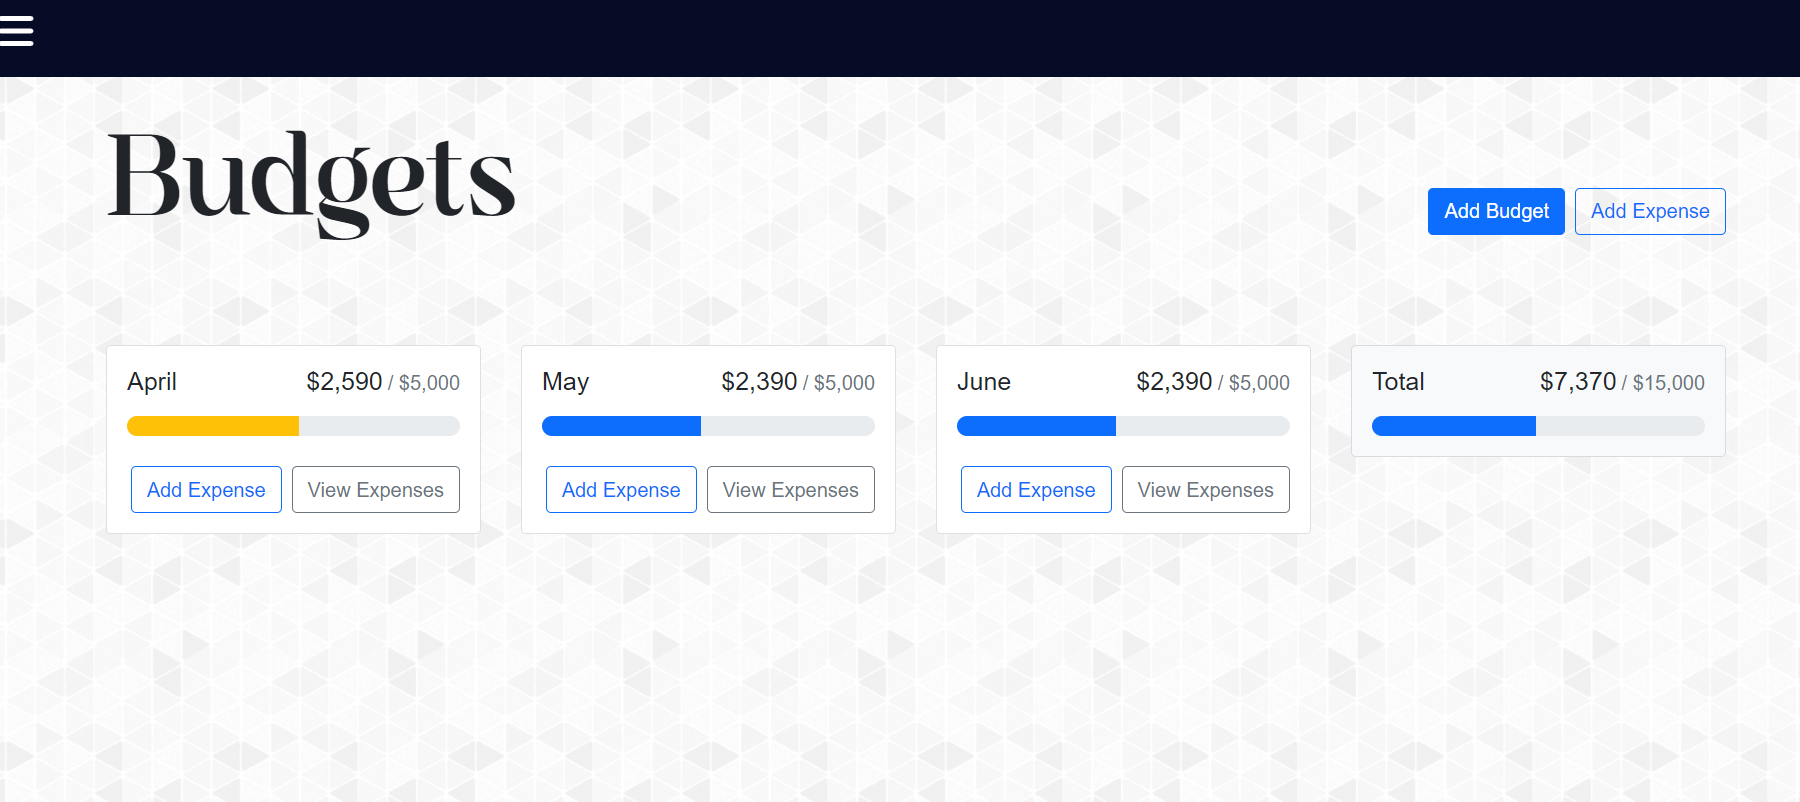 Budgets
Add Budget Add Expense
April $2,590 / $5,000
Add Expense View Expenses
May $2,390 / $5,000
Add Expense View Expenses
June $2,390 / $5,000
Add Expense View Expenses
Total $7,370 / $15,000